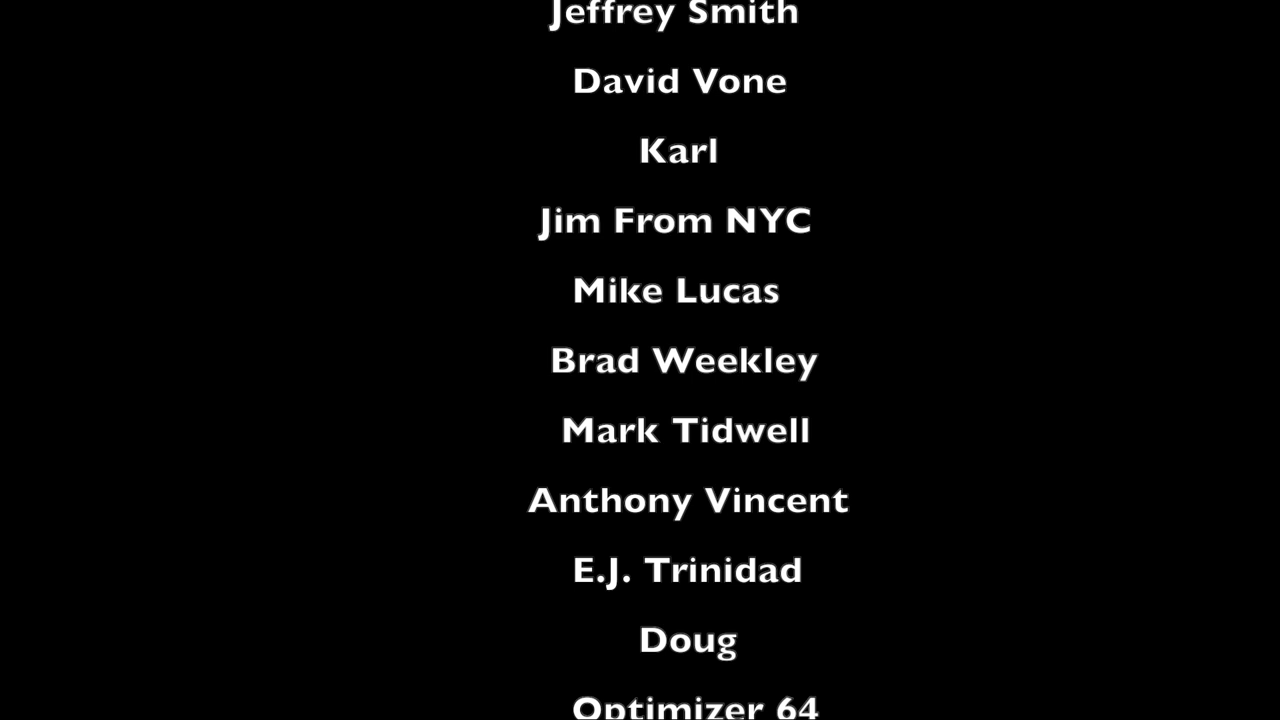 Jeffrey Smith
David Vone
Karl
Jim From NYC
Mike Lucas
Brad Weekley
Mark Tidwell
Anthony Vincent
E.J. Trinidad
Doug
Optimizer 64